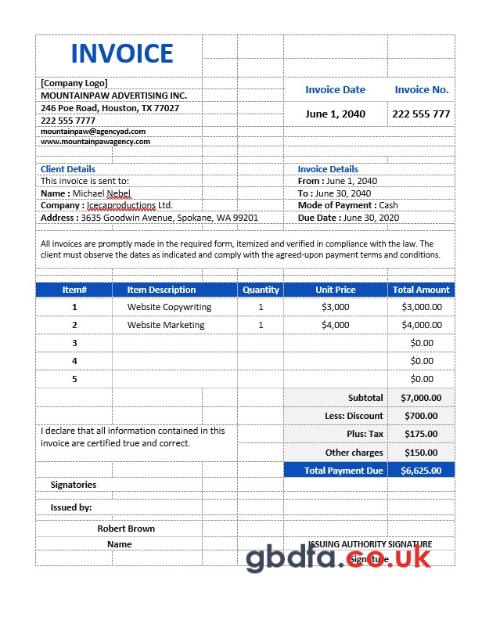 INVOICE
[Company Logo]
MOUNTAINPAW ADVERTISING INC.
246 Poe Road, Houston, TX 77027
222 555 7777
mountainpaw@agencyad.com
www.mountainpawagency.com
Invoice Date Invoice No.
June 1, 2040 222 555 777
Client Details
This invoice is sent to:
Name : Michael Nebel
Company : Icecaproductions Ltd.
Address : 3635 Goodwin Avenue, Spokane, WA 99201
Invoice Details
From : June 1, 2040
To : June 30, 2040
Mode of Payment : Cash
Due Date : June 30, 2020
All invoices are promptly made in the required form, itemized and verified in compliance with the law. The
client must observe the dates as indicated and comply with the agreed-upon payment terms and conditions.
Item# Item Description Quantity Unit Price Total Amount
1 Website Copywriting 1 $3,000 $3,000.00
2 Website Marketing 1 $4,000 $4,000.00
3 $0.00
4 $0.00
5 $0.00
Subtotal $7,000.00
Less: Discount $700.00
Plus: Tax $175.00
Other charges $150.00
Total Payment Due $6,625.00
I declare that all information contained in this
invoice are certified true and correct.
Signatories
Issued by:
Robert Brown
Name
ISSUING AUTHORITY SIGNATURE
Signature
gbdfa.co.uk